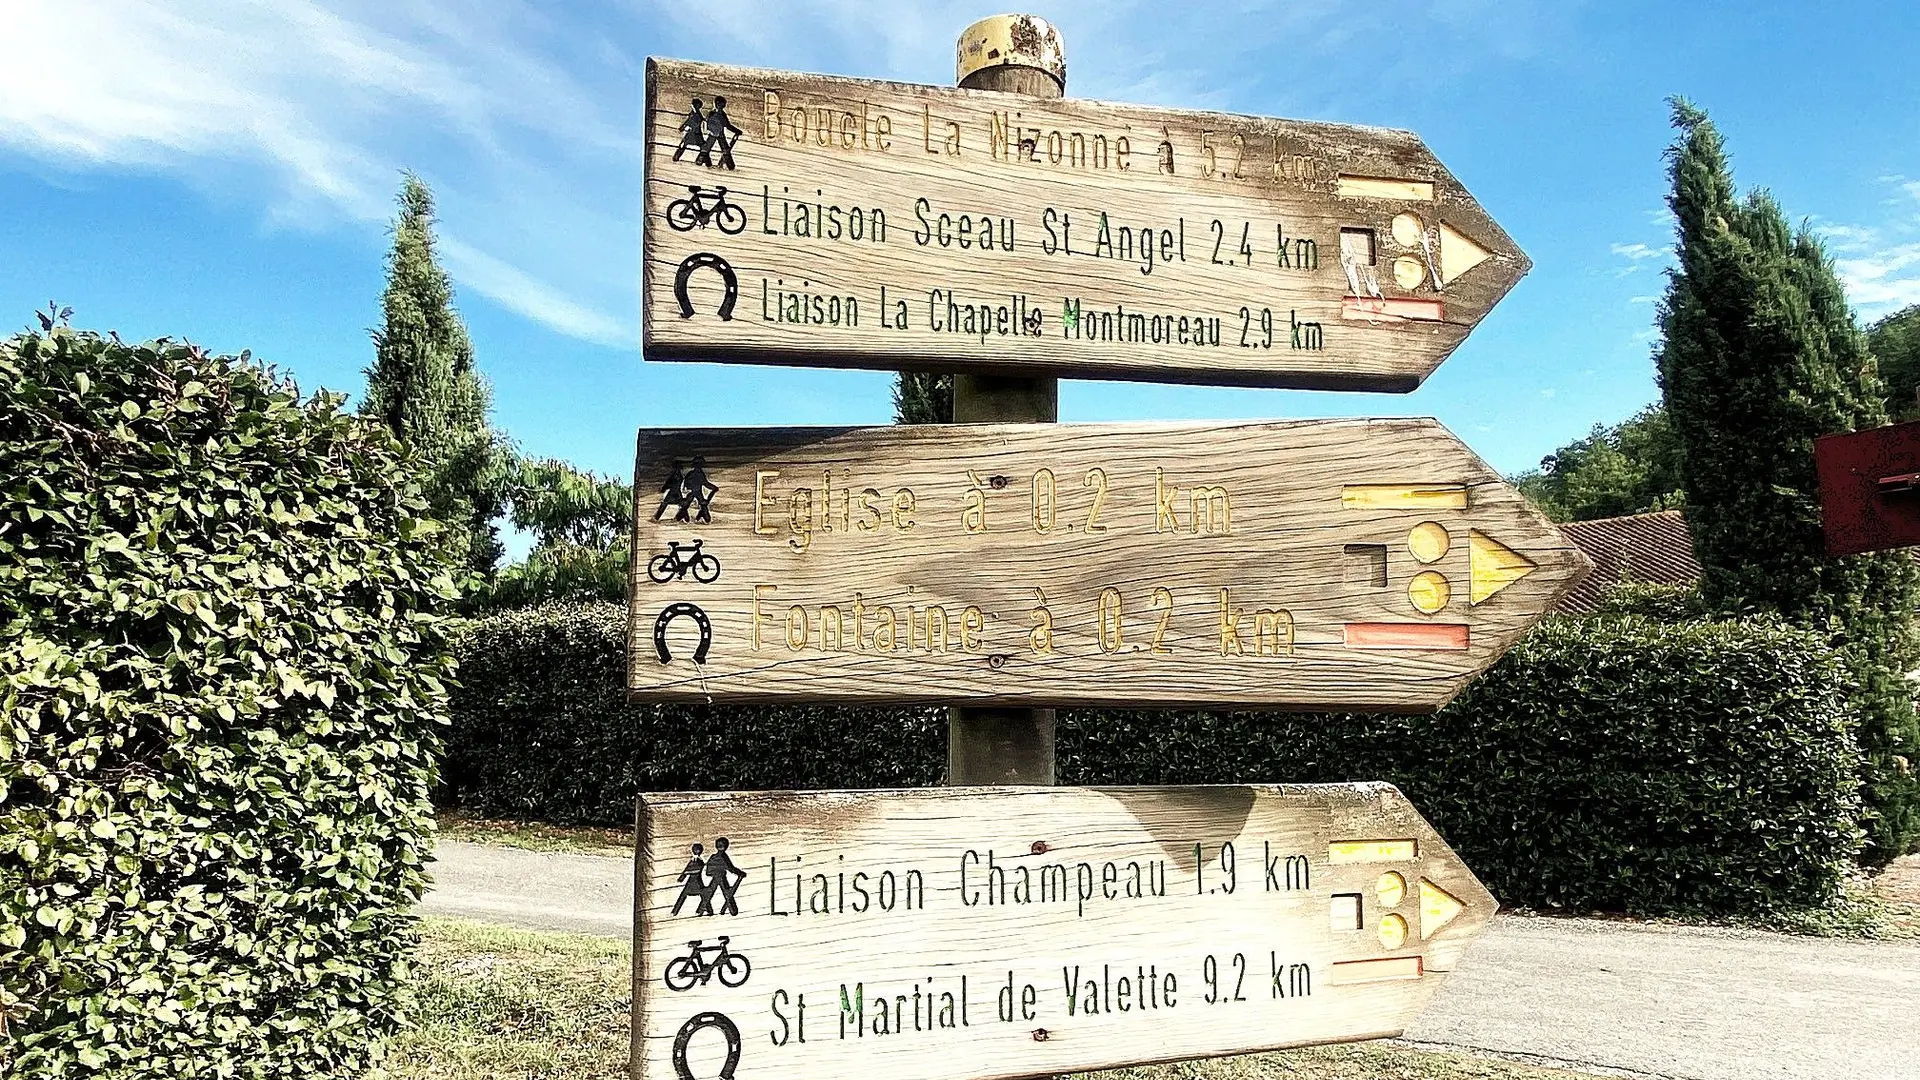 Boucle La Nizonne à 5.2 km
Liaison Sceau St Angel 2.4 km
Liaison La Chapelle Montmoreau 2.9 km
Eglise à 0.2 km
Fontaine à 0.2 km
Liaison Champeau 1.9 km
St Martial de Valette 9.2 km